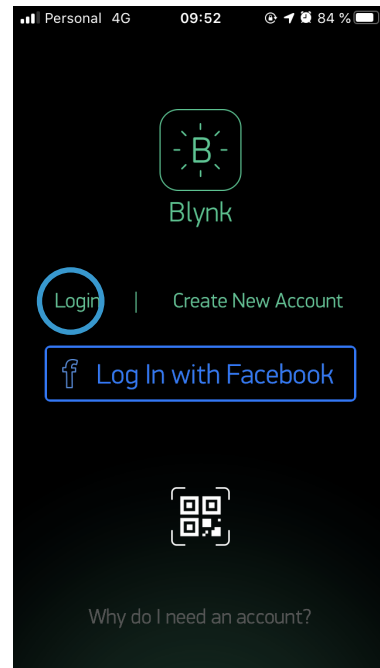 Personal 4G 09:52 84 %
B
Blynk
Login | Create New Account
f Log In with Facebook
Why do I need an account?